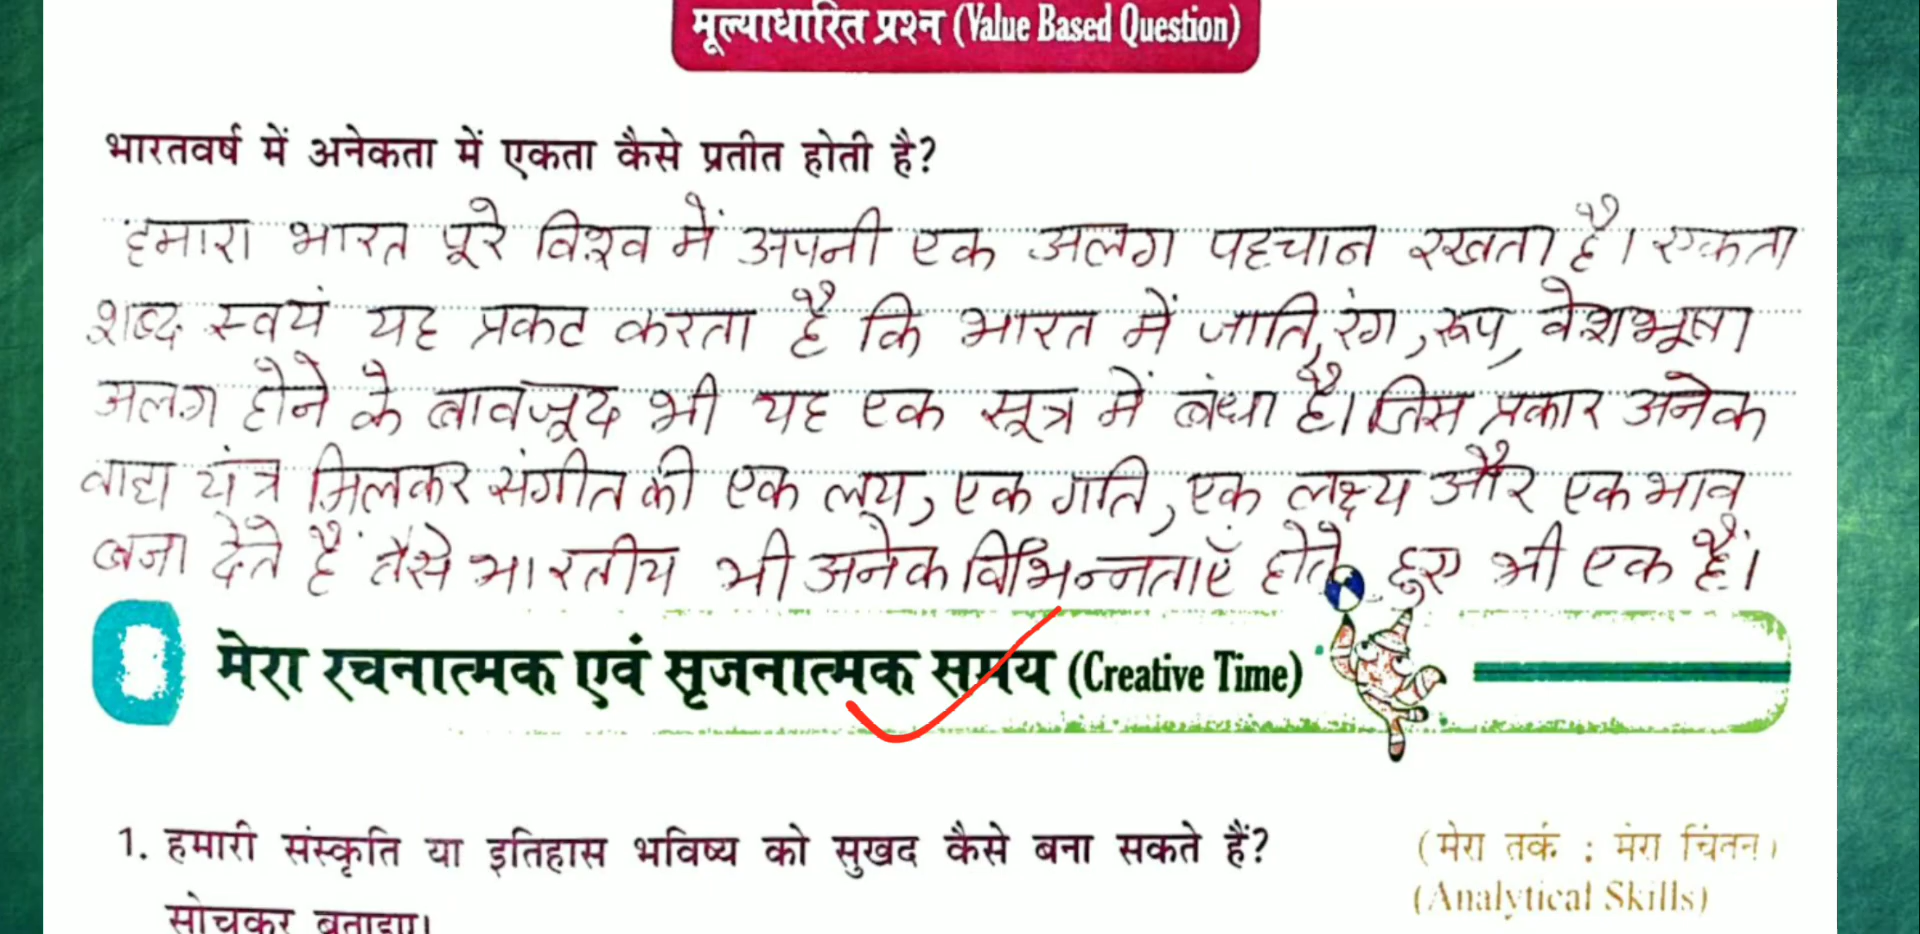 मूल्याधारित प्रश्न (Value Based Question)
भारतवर्ष में अनेकता में एकता कैसे प्रतीत होती है?
हमारा भारत पूरे विश्व में अपनी एक अलग पहचान रखता है। एकता
शब्द स्वयं यह प्रकट करता है कि भारत में जाति, रंग, रूप, वेशभूषा
अलग होने के बावजूद भी यह एक सूत्र में बंधा है। जिस प्रकार अनेक
वाद्य यंत्र मिलकर संगीत की एक लय, एक गति, एक लक्ष्य और एक भाव
बजा देते हैं तैसे भारतीय भी अनेक विभिन्नताएँ होते हुए भी एक हैं।
मेरा रचनात्मक एवं सृजनात्मक समय (Creative Time)
1. हमारी संस्कृति या इतिहास भविष्य को सुखद कैसे बना सकते हैं? (मेरा तर्क : मेरा चिंतन)
(Analytical Skills)
सोचकर बताइए।